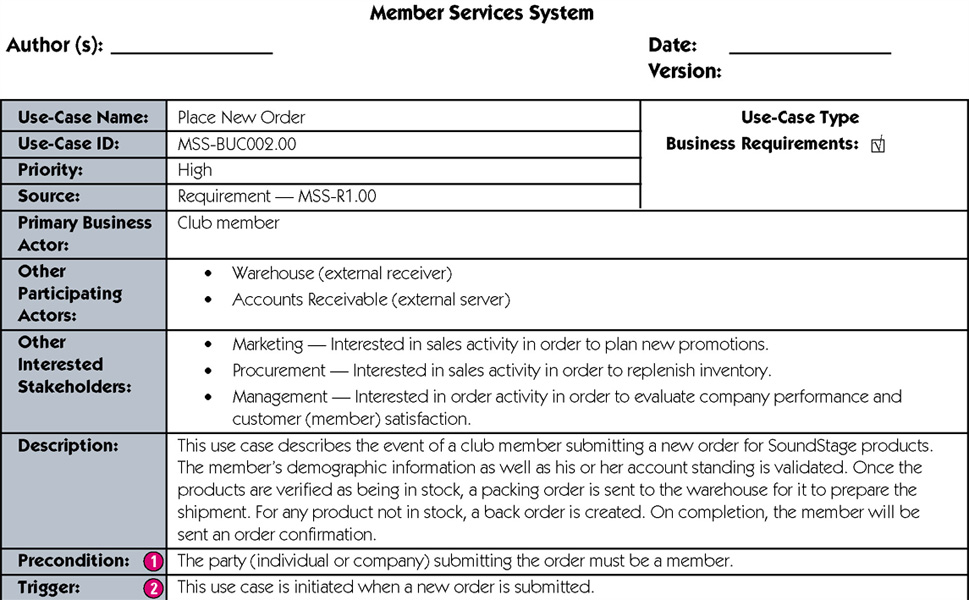 Member Services System
Author (s): _______________ Date: _______________
Version:
Use-Case Name: Place New Order Use-Case Type
Use-Case ID: MSS-BUC002.00 Business Requirements: ☑
Priority: High
Source: Requirement — MSS-R1.00
Primary Business Club member
Actor:
Other • Warehouse (external receiver)
Participating • Accounts Receivable (external server)
Actors:
Other • Marketing — Interested in sales activity in order to plan new promotions.
Interested • Procurement — Interested in sales activity in order to replenish inventory.
Stakeholders: • Management — Interested in order activity in order to evaluate company performance and
customer (member) satisfaction.
Description: This use case describes the event of a club member submitting a new order for SoundStage products.
The member's demographic information as well as his or her account standing is validated. Once the
products are verified as being in stock, a packing order is sent to the warehouse for it to prepare the
shipment. For any product not in stock, a back order is created. On completion, the member will be
sent an order confirmation.
Precondition: 1 The party (individual or company) submitting the order must be a member.
Trigger: 2 This use case is initiated when a new order is submitted.